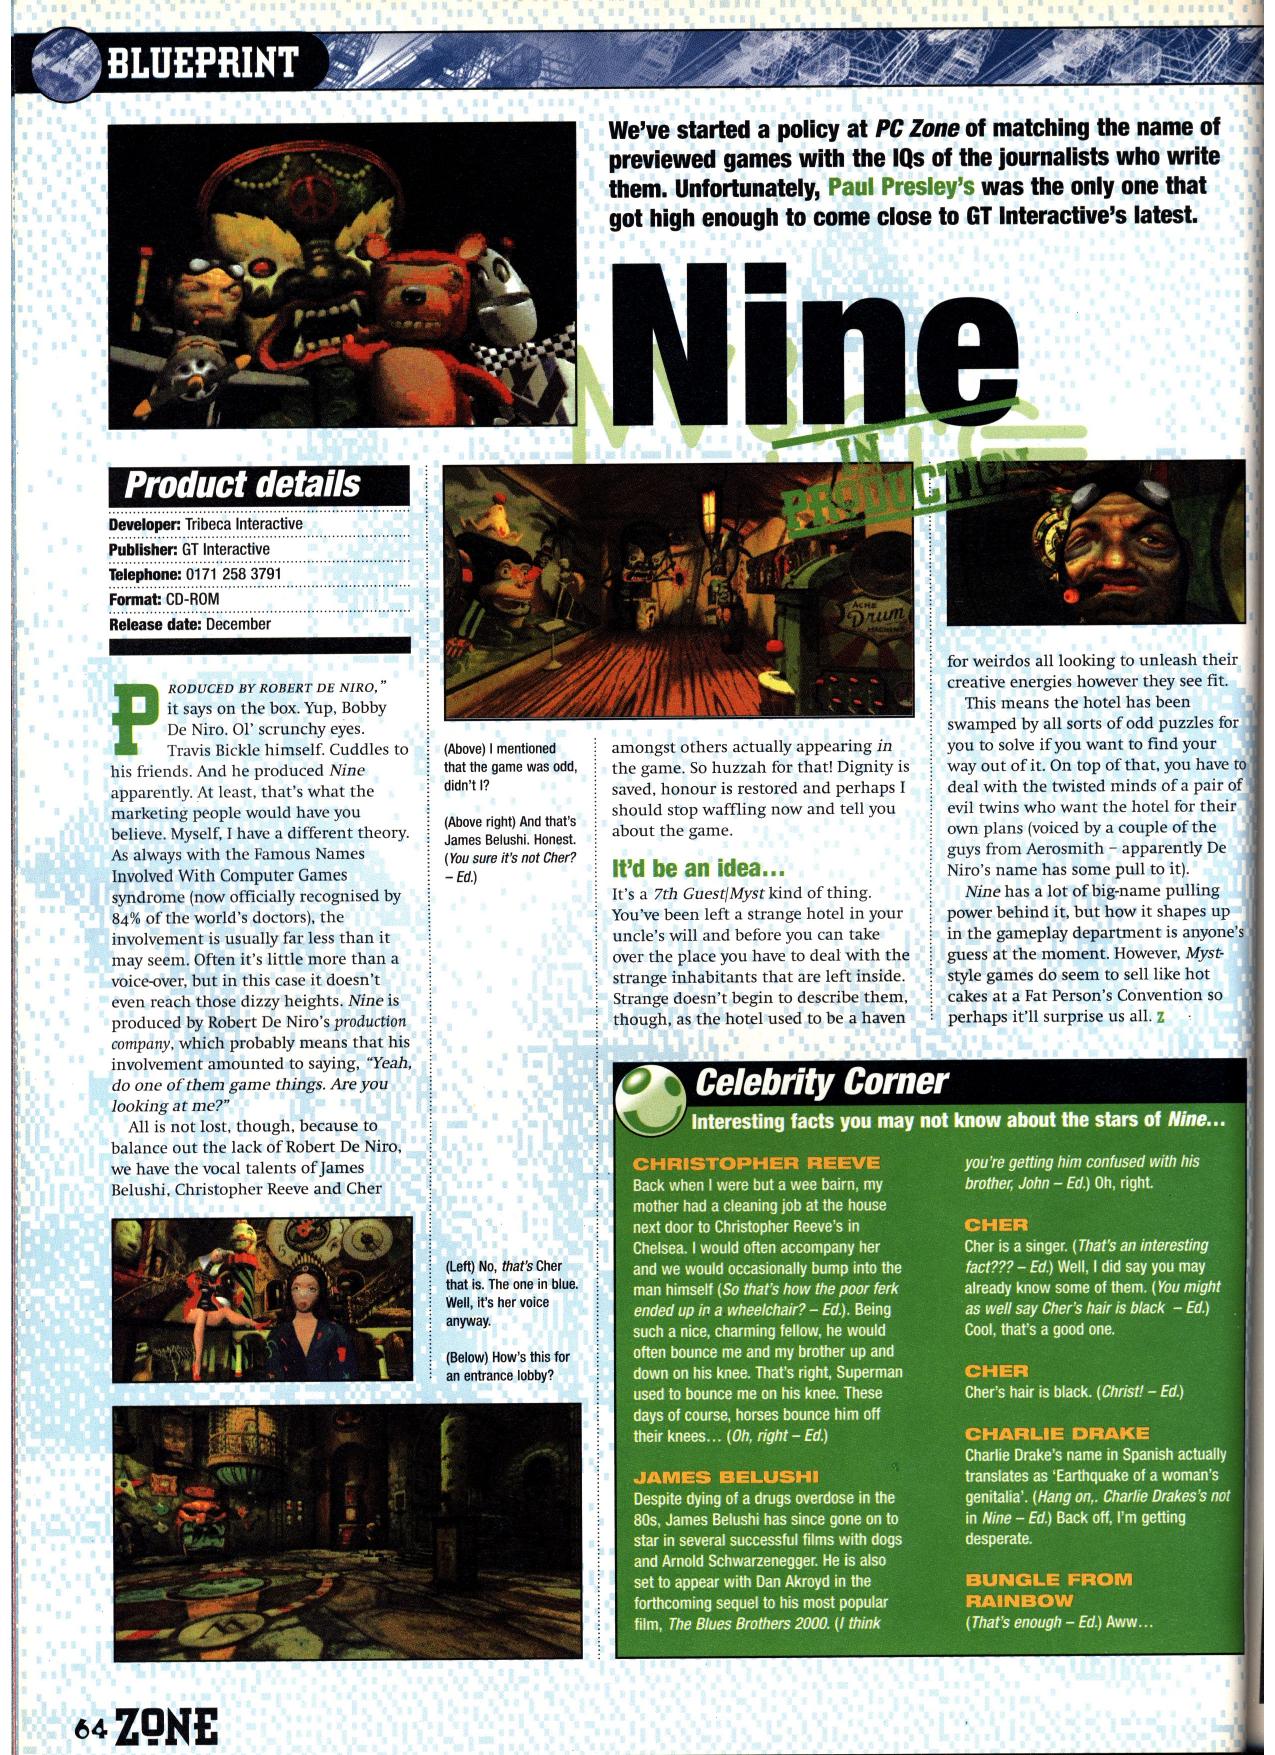 BLUEPRINT
We've started a policy at PC Zone of matching the name of
previewed games with the IQs of the journalists who write
them. Unfortunately, Paul Presley's was the only one that
got high enough to come close to GT Interactive's latest.
Nine
IN
PRODUCTION
Product details
Developer: Tribeca Interactive
Publisher: GT Interactive
Telephone: 0171 258 3791
Format: CD-ROM
Release date: December
PRODUCED BY ROBERT DE NIRO,"
it says on the box. Yup, Bobby
De Niro. Ol' scrunchy eyes.
Travis Bickle himself. Cuddles to
his friends. And he produced Nine
apparently. At least, that's what the
marketing people would have you
believe. Myself, I have a different theory.
As always with the Famous Names
Involved With Computer Games
syndrome (now officially recognised by
84% of the world's doctors), the
involvement is usually far less than it
may seem. Often it's little more than a
voice-over, but in this case it doesn't
even reach those dizzy heights. Nine is
produced by Robert De Niro's production
company, which probably means that his
involvement amounted to saying, "Yeah,
do one of them game things. Are you
looking at me?"
All is not lost, though, because to
balance out the lack of Robert De Niro,
we have the vocal talents of James
Belushi, Christopher Reeve and Cher
ACME
Drum
MACHINE
(Above) I mentioned
that the game was odd,
didn't I?
(Above right) And that's
James Belushi. Honest.
(You sure it's not Cher?
– Ed.)
amongst others actually appearing in
the game. So huzzah for that! Dignity is
saved, honour is restored and perhaps I
should stop waffling now and tell you
about the game.
It'd be an idea...
It's a 7th Guest/Myst kind of thing.
You've been left a strange hotel in your
uncle's will and before you can take
over the place you have to deal with the
strange inhabitants that are left inside.
Strange doesn't begin to describe them,
though, as the hotel used to be a haven
for weirdos all looking to unleash their
creative energies however they see fit.
This means the hotel has been
swamped by all sorts of odd puzzles for
you to solve if you want to find your
way out of it. On top of that, you have to
deal with the twisted minds of a pair of
evil twins who want the hotel for their
own plans (voiced by a couple of the
guys from Aerosmith – apparently De
Niro's name has some pull to it).
Nine has a lot of big-name pulling
power behind it, but how it shapes up
in the gameplay department is anyone's
guess at the moment. However, Myst-
style games do seem to sell like hot
cakes at a Fat Person's Convention so
perhaps it'll surprise us all. Z
(Left) No, that's Cher
that is. The one in blue.
Well, it's her voice
anyway.
(Below) How's this for
an entrance lobby?
Celebrity Corner
Interesting facts you may not know about the stars of Nine...
CHRISTOPHER REEVE
Back when I were but a wee bairn, my
mother had a cleaning job at the house
next door to Christopher Reeve's in
Chelsea. I would often accompany her
and we would occasionally bump into the
man himself (So that's how the poor ferk
ended up in a wheelchair? – Ed.). Being
such a nice, charming fellow, he would
often bounce me and my brother up and
down on his knee. That's right, Superman
used to bounce me on his knee. These
days of course, horses bounce him off
their knees... (Oh, right – Ed.)
JAMES BELUSHI
Despite dying of a drugs overdose in the
80s, James Belushi has since gone on to
star in several successful films with dogs
and Arnold Schwarzenegger. He is also
set to appear with Dan Akroyd in the
forthcoming sequel to his most popular
film, The Blues Brothers 2000. (I think
you're getting him confused with his
brother, John – Ed.) Oh, right.
CHER
Cher is a singer. (That's an interesting
fact??? – Ed.) Well, I did say you may
already know some of them. (You might
as well say Cher's hair is black – Ed.)
Cool, that's a good one.
CHER
Cher's hair is black. (Christ! – Ed.)
CHARLIE DRAKE
Charlie Drake's name in Spanish actually
translates as 'Earthquake of a woman's
genitalia'. (Hang on,. Charlie Drakes's not
in Nine – Ed.) Back off, I'm getting
desperate.
BUNGLE FROM
RAINBOW
(That's enough – Ed.) Aww...
64 ZONE